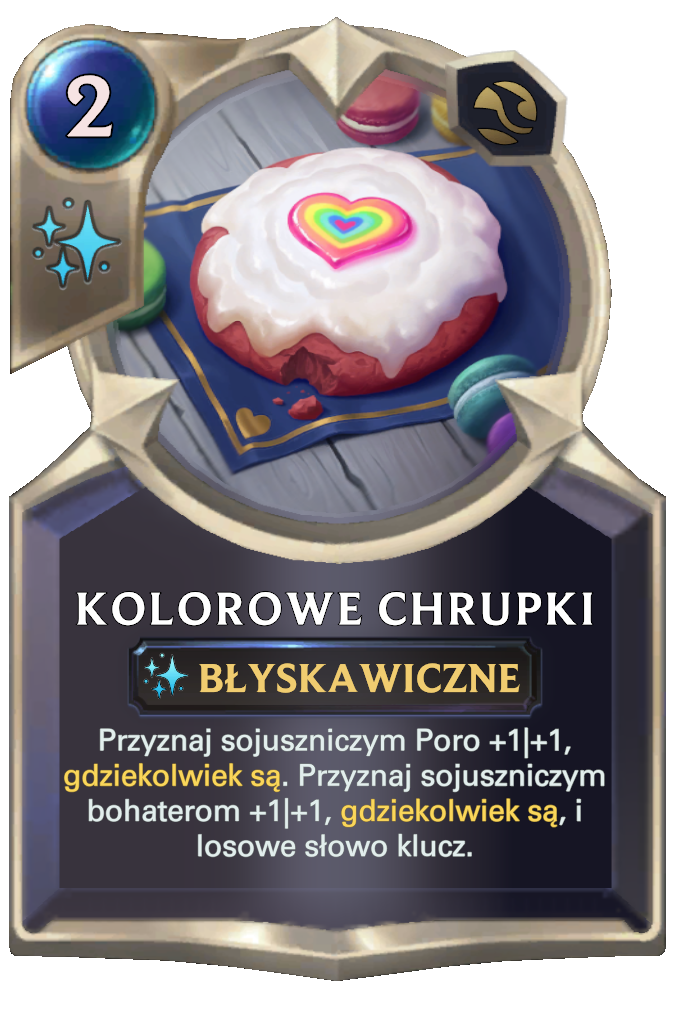 2
KOLOROWE CHRUPKI
BŁYSKAWICZNE
Przyznaj sojuszniczym Poro +1|+1,
gdziekolwiek są. Przyznaj sojuszniczym
bohaterom +1|+1, gdziekolwiek są, i
losowe słowo klucz.